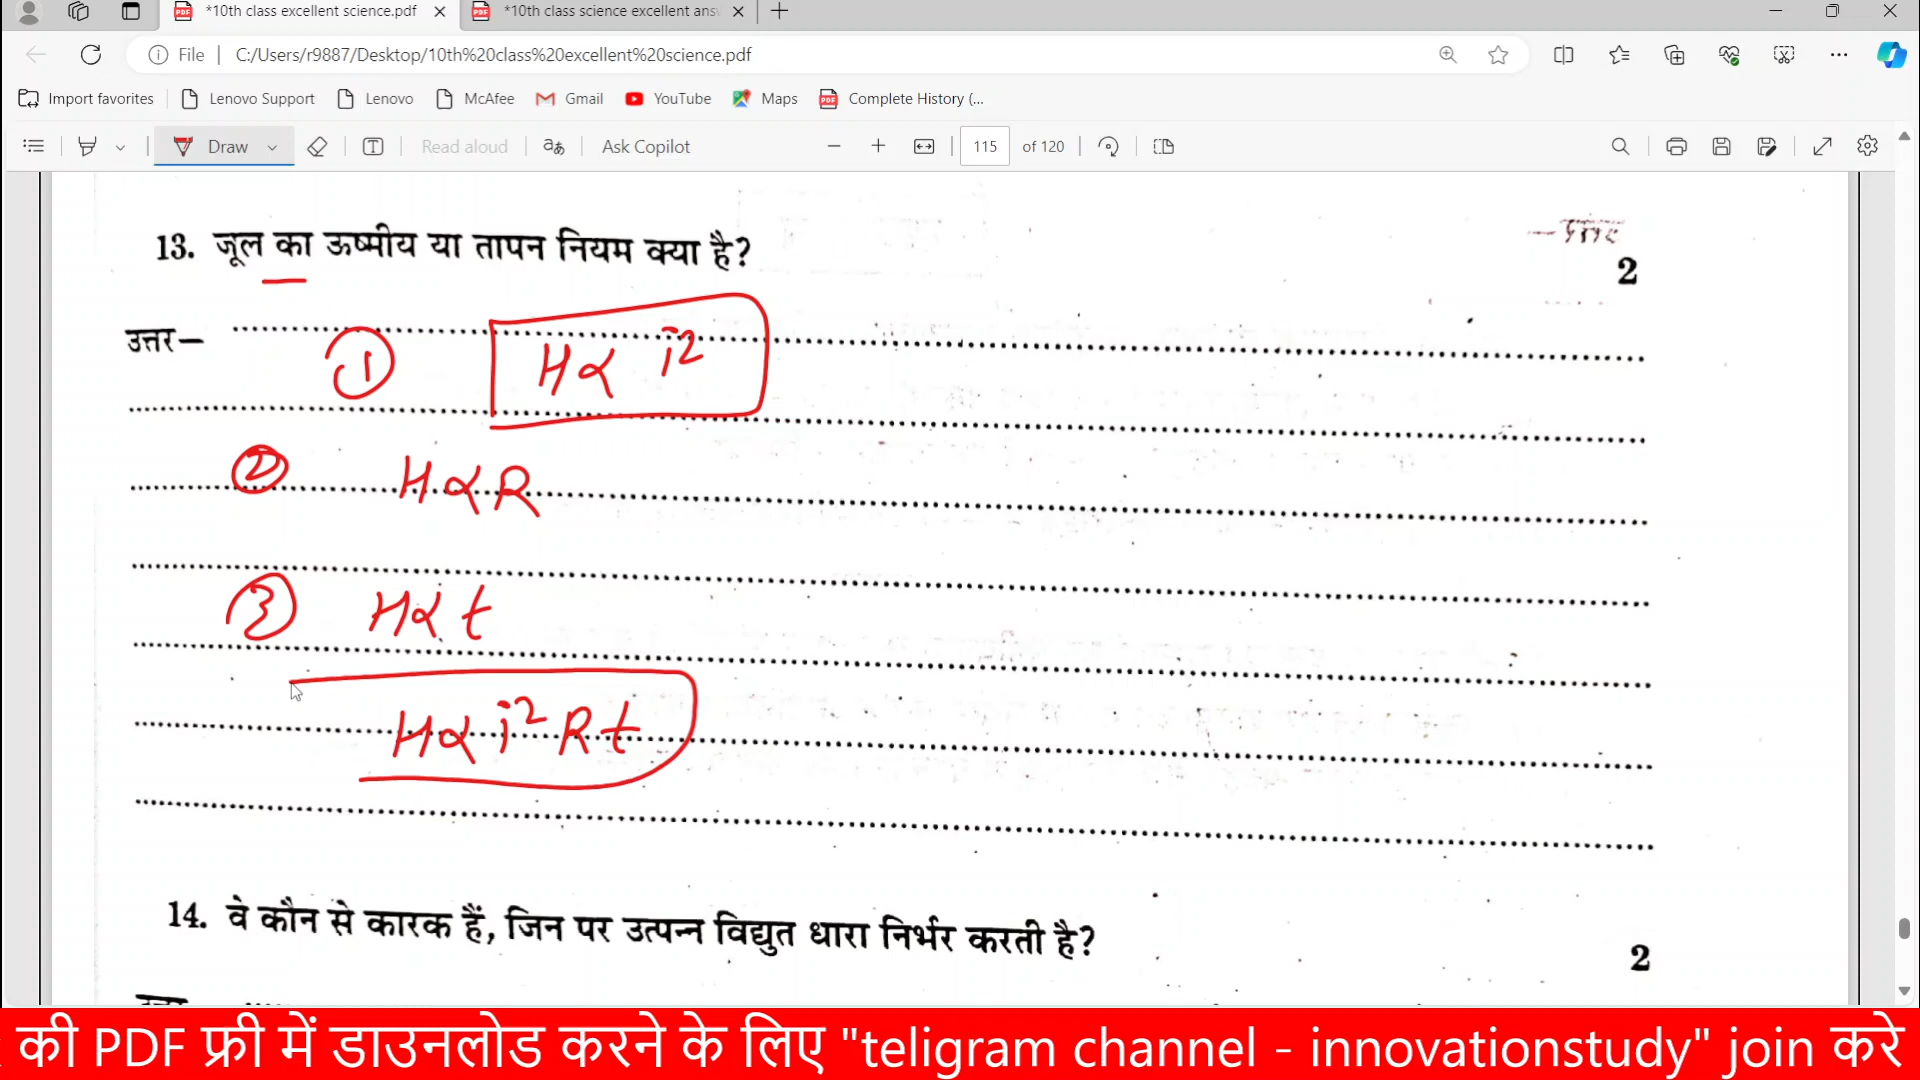 *10th class excellent science.pdf
*10th class science excellent ans
File
C:/Users/r9887/Desktop/10th%20class%20excellent%20science.pdf
Import favorites
Lenovo Support
Lenovo
McAfee
Gmail
YouTube
Maps
Complete History (...
Draw
Read aloud
Ask Copilot
115
of 120
13. जूल का ऊष्मीय या तापन नियम क्या है?
2
उत्तर—
① H∝ i²
② H∝R
③ H∝ t
H∝ i² R t
14. वे कौन से कारक हैं, जिन पर उत्पन्न विद्युत धारा निर्भर करती है?
2
की PDF फ्री में डाउनलोड करने के लिए "teligram channel - innovationstudy" join करे